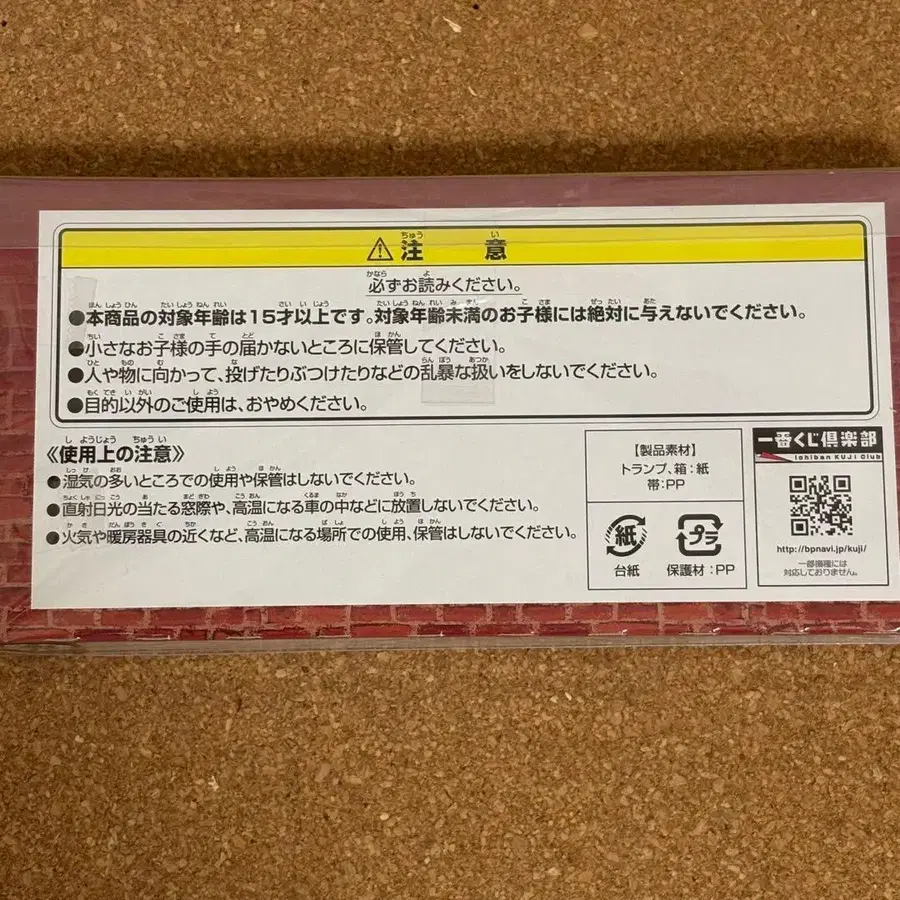 ⚠注意
必ずお読みください。
●本商品の対象年齢は15才以上です。対象年齢未満のお子様には絶対に与えないでください。
●小さなお子様の手の届かないところに保管してください。
●人や物に向かって、投げたりぶつけたりなどの乱暴な扱いをしないでください。
●目的以外のご使用は、おやめください。
《使用上の注意》
●湿気の多いところでの使用や保管はしないでください。
●直射日光の当たる窓際や、高温になる車の中などに放置しないでください。
●火気や暖房器具の近くなど、高温になる場所での使用、保管はしないでください。
【製品素材】
トランプ、箱:紙
帯:PP
紙
台紙
プラ
保護材:PP
一番くじ倶楽部
Ichiban KUJI Club
http://bpnavi.jp/kuji/
一部機種には
対応しておりません。